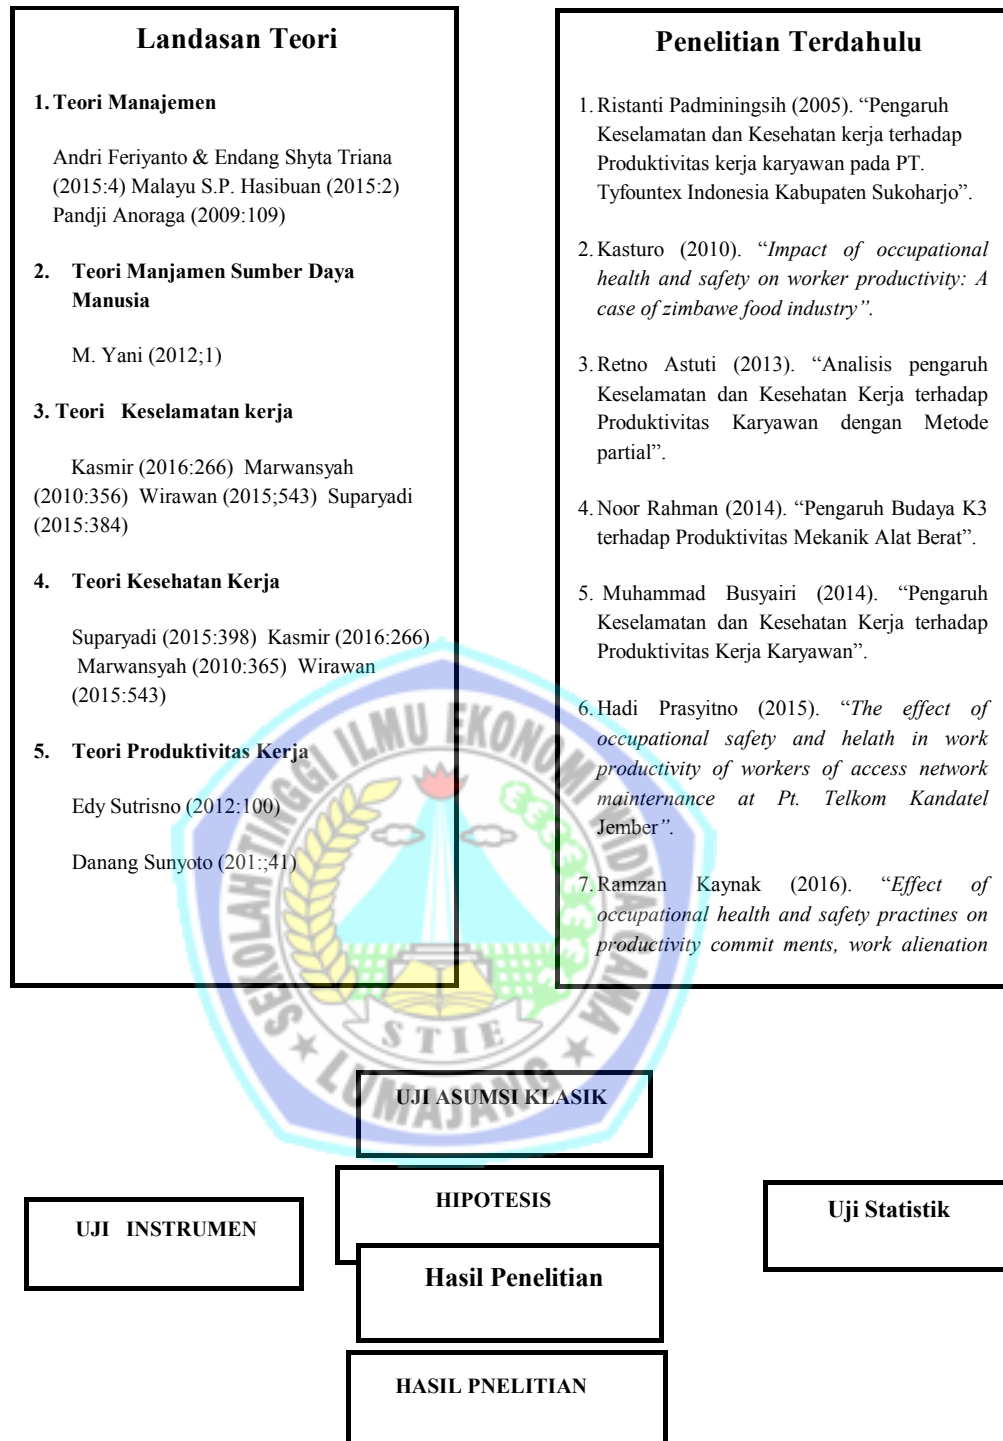 Landasan Teori
1. Teori Manajemen
Andri Feriyanto & Endang Shyta Triana
(2015:4) Malayu S.P. Hasibuan (2015:2)
Pandji Anoraga (2009:109)
2. Teori Manjamen Sumber Daya
Manusia
M. Yani (2012;1)
3. Teori Keselamatan kerja
Kasmir (2016:266) Marwansyah
(2010:356) Wirawan (2015;543) Suparyadi
(2015:384)
4. Teori Kesehatan Kerja
Suparyadi (2015:398) Kasmir (2016:266)
Marwansyah (2010:365) Wirawan
(2015:543)
5. Teori Produktivitas Kerja
Edy Sutrisno (2012:100)
Danang Sunyoto (201:;41)
Penelitian Terdahulu
1. Ristanti Padminingsih (2005). “Pengaruh
Keselamatan dan Kesehatan kerja terhadap
Produktivitas kerja karyawan pada PT.
Tyfountex Indonesia Kabupaten Sukoharjo”.
2. Kasturo (2010). “Impact of occupational
health and safety on worker productivity: A
case of zimbawe food industry”.
3. Retno Astuti (2013). “Analisis pengaruh
Keselamatan dan Kesehatan Kerja terhadap
Produktivitas Karyawan dengan Metode
partial”.
4. Noor Rahman (2014). “Pengaruh Budaya K3
terhadap Produktivitas Mekanik Alat Berat”.
5. Muhammad Busyairi (2014). “Pengaruh
Keselamatan dan Kesehatan Kerja terhadap
Produktivitas Kerja Karyawan”.
6. Hadi Prasyitno (2015). “The effect of
occupational safety and helath in work
productivity of workers of access network
mainternance at Pt. Telkom Kandatel
Jember”.
7. Ramzan Kaynak (2016). “Effect of
occupational health and safety practines on
productivity commit ments, work alienation
SEKOLAH TINGGI ILMU EKONOMI WIDYA GAMA
STIE
LUMAJANG
UJI ASUMSI KLASIK
HIPOTESIS
UJI INSTRUMEN
Uji Statistik
Hasil Penelitian
HASIL PNELITIAN